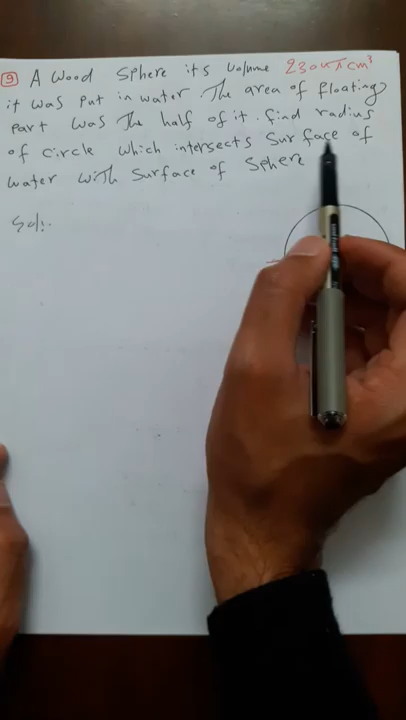 9 A wood sphere its volume 2304π cm³
it was put in water The area of floating
part was The half of it. find radius
of circle which intersects surface of
water with surface of sphere
Sol: